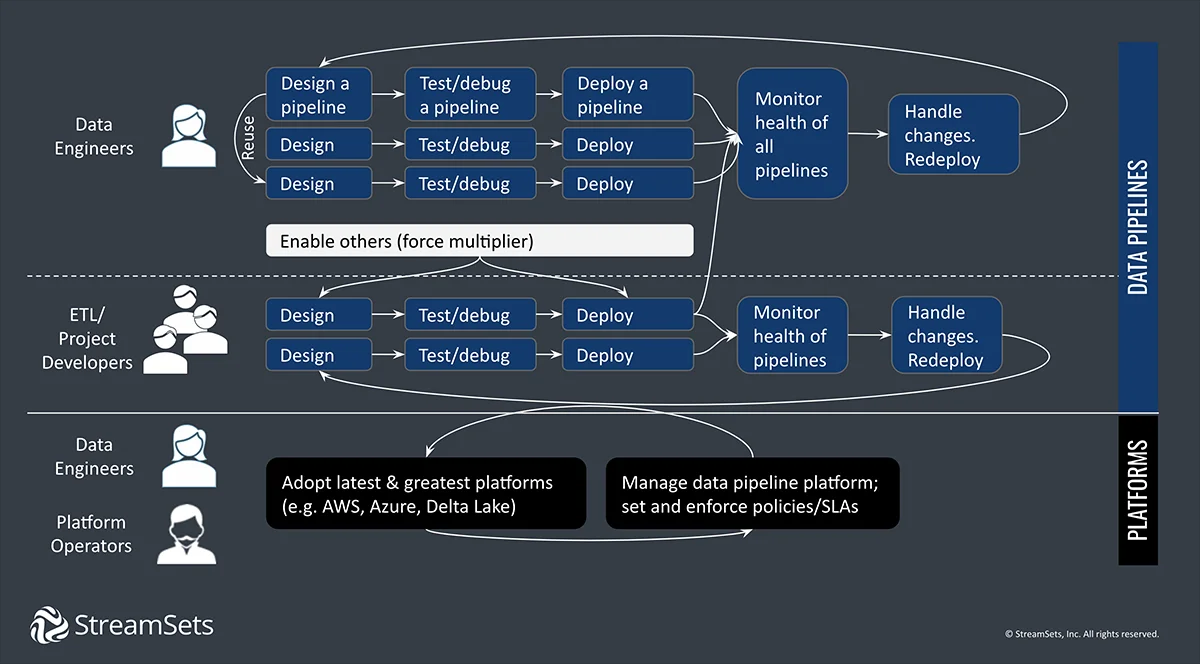 Data
Engineers
Reuse
Design a
pipeline
Test/debug
a pipeline
Deploy a
pipeline
Design
Test/debug
Deploy
Design
Test/debug
Deploy
Monitor
health of
all
pipelines
Handle
changes.
Redeploy
Enable others (force multiplier)
DATA PIPELINES
ETL/
Project
Developers
Design
Test/debug
Deploy
Design
Test/debug
Deploy
Monitor
health of
pipelines
Handle
changes.
Redeploy
Data
Engineers
Platform
Operators
Adopt latest & greatest platforms
(e.g. AWS, Azure, Delta Lake)
Manage data pipeline platform;
set and enforce policies/SLAs
PLATFORMS
StreamSets
© StreamSets, Inc. All rights reserved.